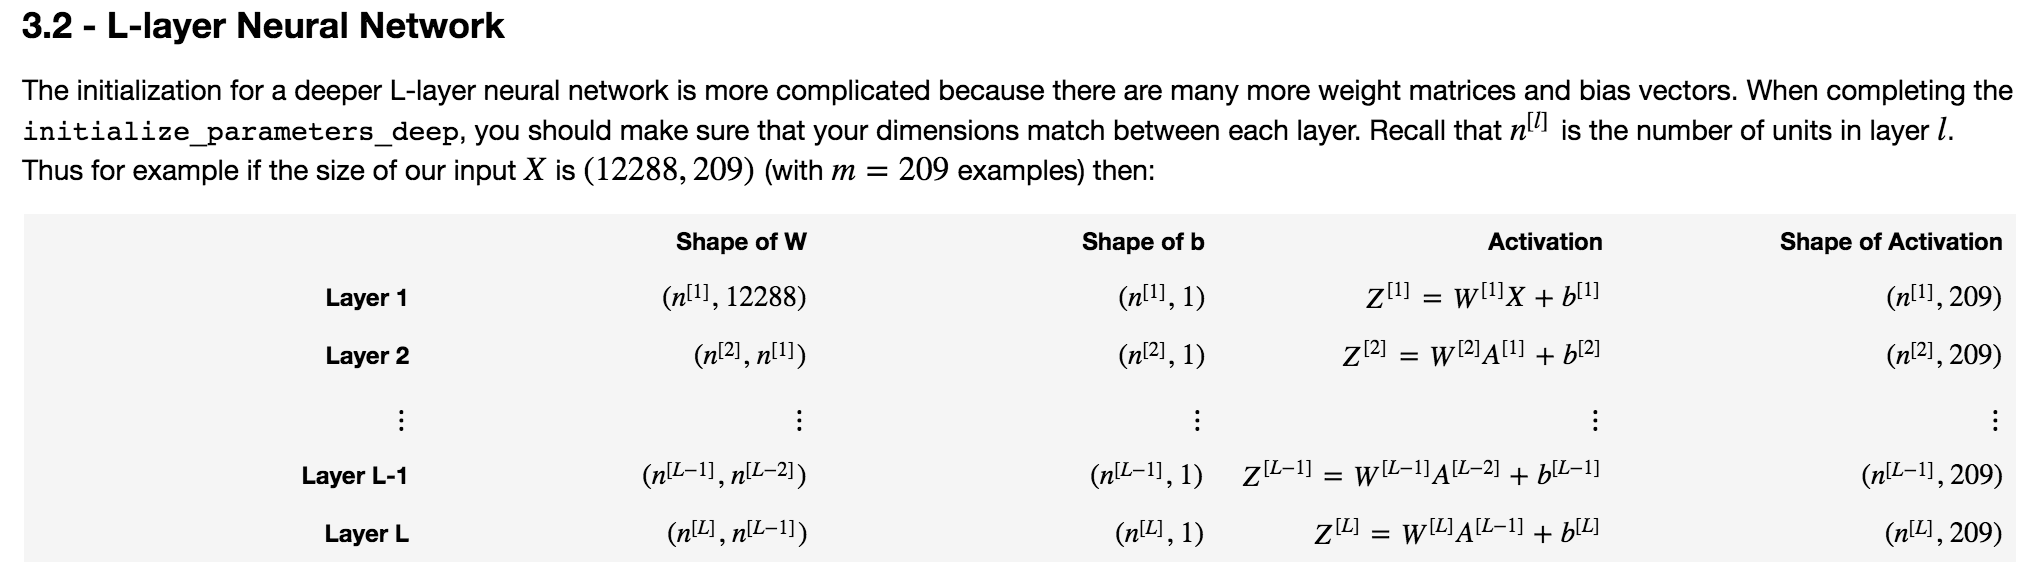 3.2 - L-layer Neural Network
The initialization for a deeper L-layer neural network is more complicated because there are many more weight matrices and bias vectors. When completing the
initialize_parameters_deep, you should make sure that your dimensions match between each layer. Recall that n^[l] is the number of units in layer l.
Thus for example if the size of our input X is (12288, 209) (with m = 209 examples) then:
Shape of W Shape of b Activation Shape of Activation
Layer 1 (n^[1], 12288) (n^[1], 1) Z^[1] = W^[1]X + b^[1] (n^[1], 209)
Layer 2 (n^[2], n^[1]) (n^[2], 1) Z^[2] = W^[2]A^[1] + b^[2] (n^[2], 209)
⋮ ⋮ ⋮ ⋮ ⋮
Layer L-1 (n^[L−1], n^[L−2]) (n^[L−1], 1) Z^[L−1] = W^[L−1]A^[L−2] + b^[L−1] (n^[L−1], 209)
Layer L (n^[L], n^[L−1]) (n^[L], 1) Z^[L] = W^[L]A^[L−1] + b^[L] (n^[L], 209)